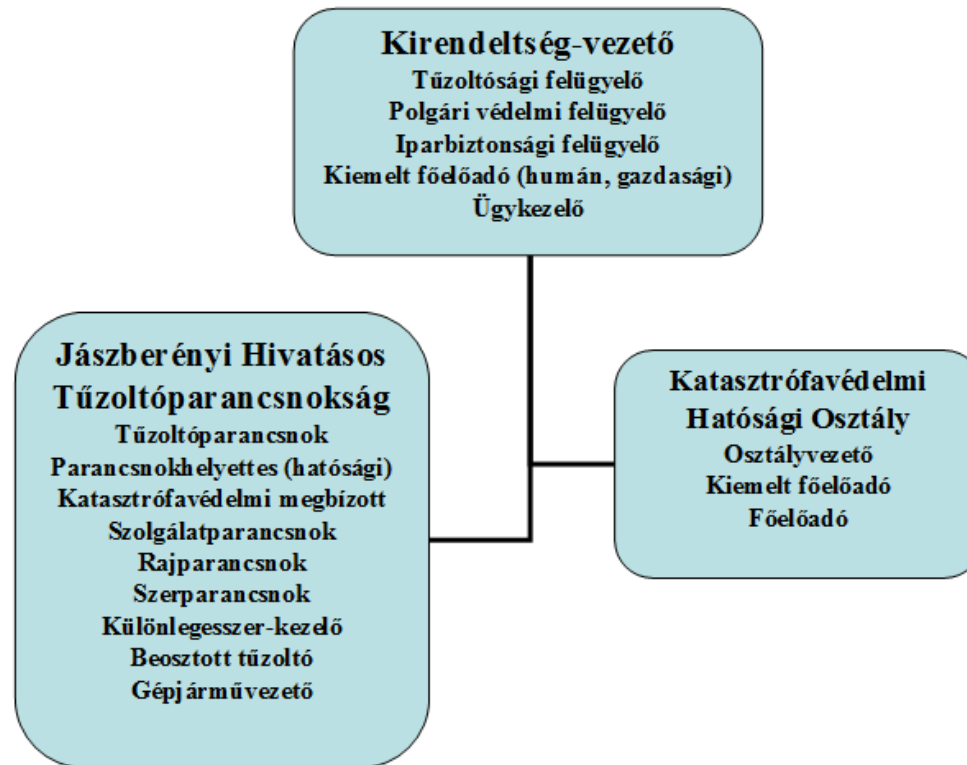 Kirendeltség-vezető
Tűzoltósági felügyelő
Polgári védelmi felügyelő
Iparbiztonsági felügyelő
Kiemelt főelőadó (humán, gazdasági)
Ügykezelő
Jászberényi Hivatásos
Tűzoltóparancsnokság
Tűzoltóparancsnok
Parancsnokhelyettes (hatósági)
Katasztrófavédelmi megbízott
Szolgálatparancsnok
Rajparancsnok
Szerparancsnok
Különlegesszer-kezelő
Beosztott tűzoltó
Gépjárművezető
Katasztrófavédelmi
Hatósági Osztály
Osztályvezető
Kiemelt főelőadó
Főelőadó